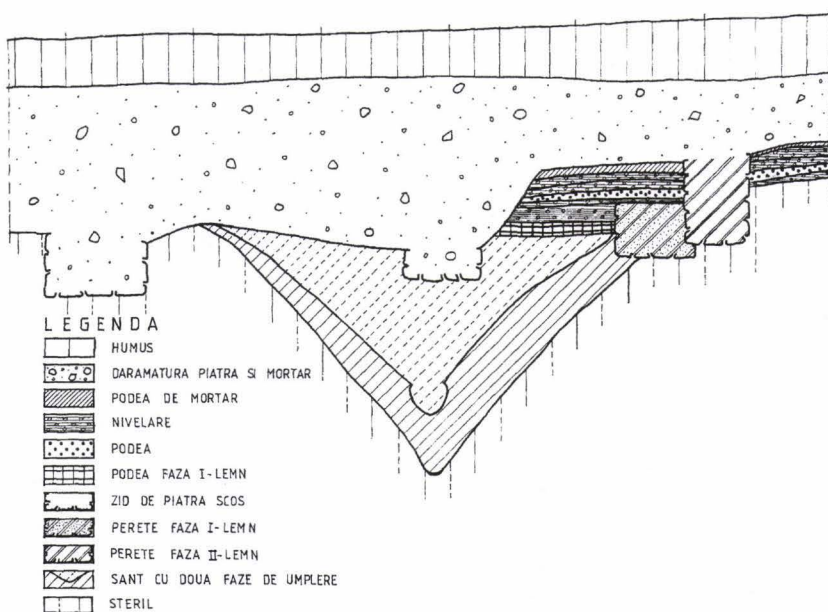 LEGENDA
HUMUS
DARAMATURA PIATRA SI MORTAR
PODEA DE MORTAR
NIVELARE
PODEA
PODEA FAZA I-LEMN
ZID DE PIATRA SCOS
PERETE FAZA I-LEMN
PERETE FAZA II-LEMN
SANT CU DOUA FAZE DE UMPLERE
STERIL